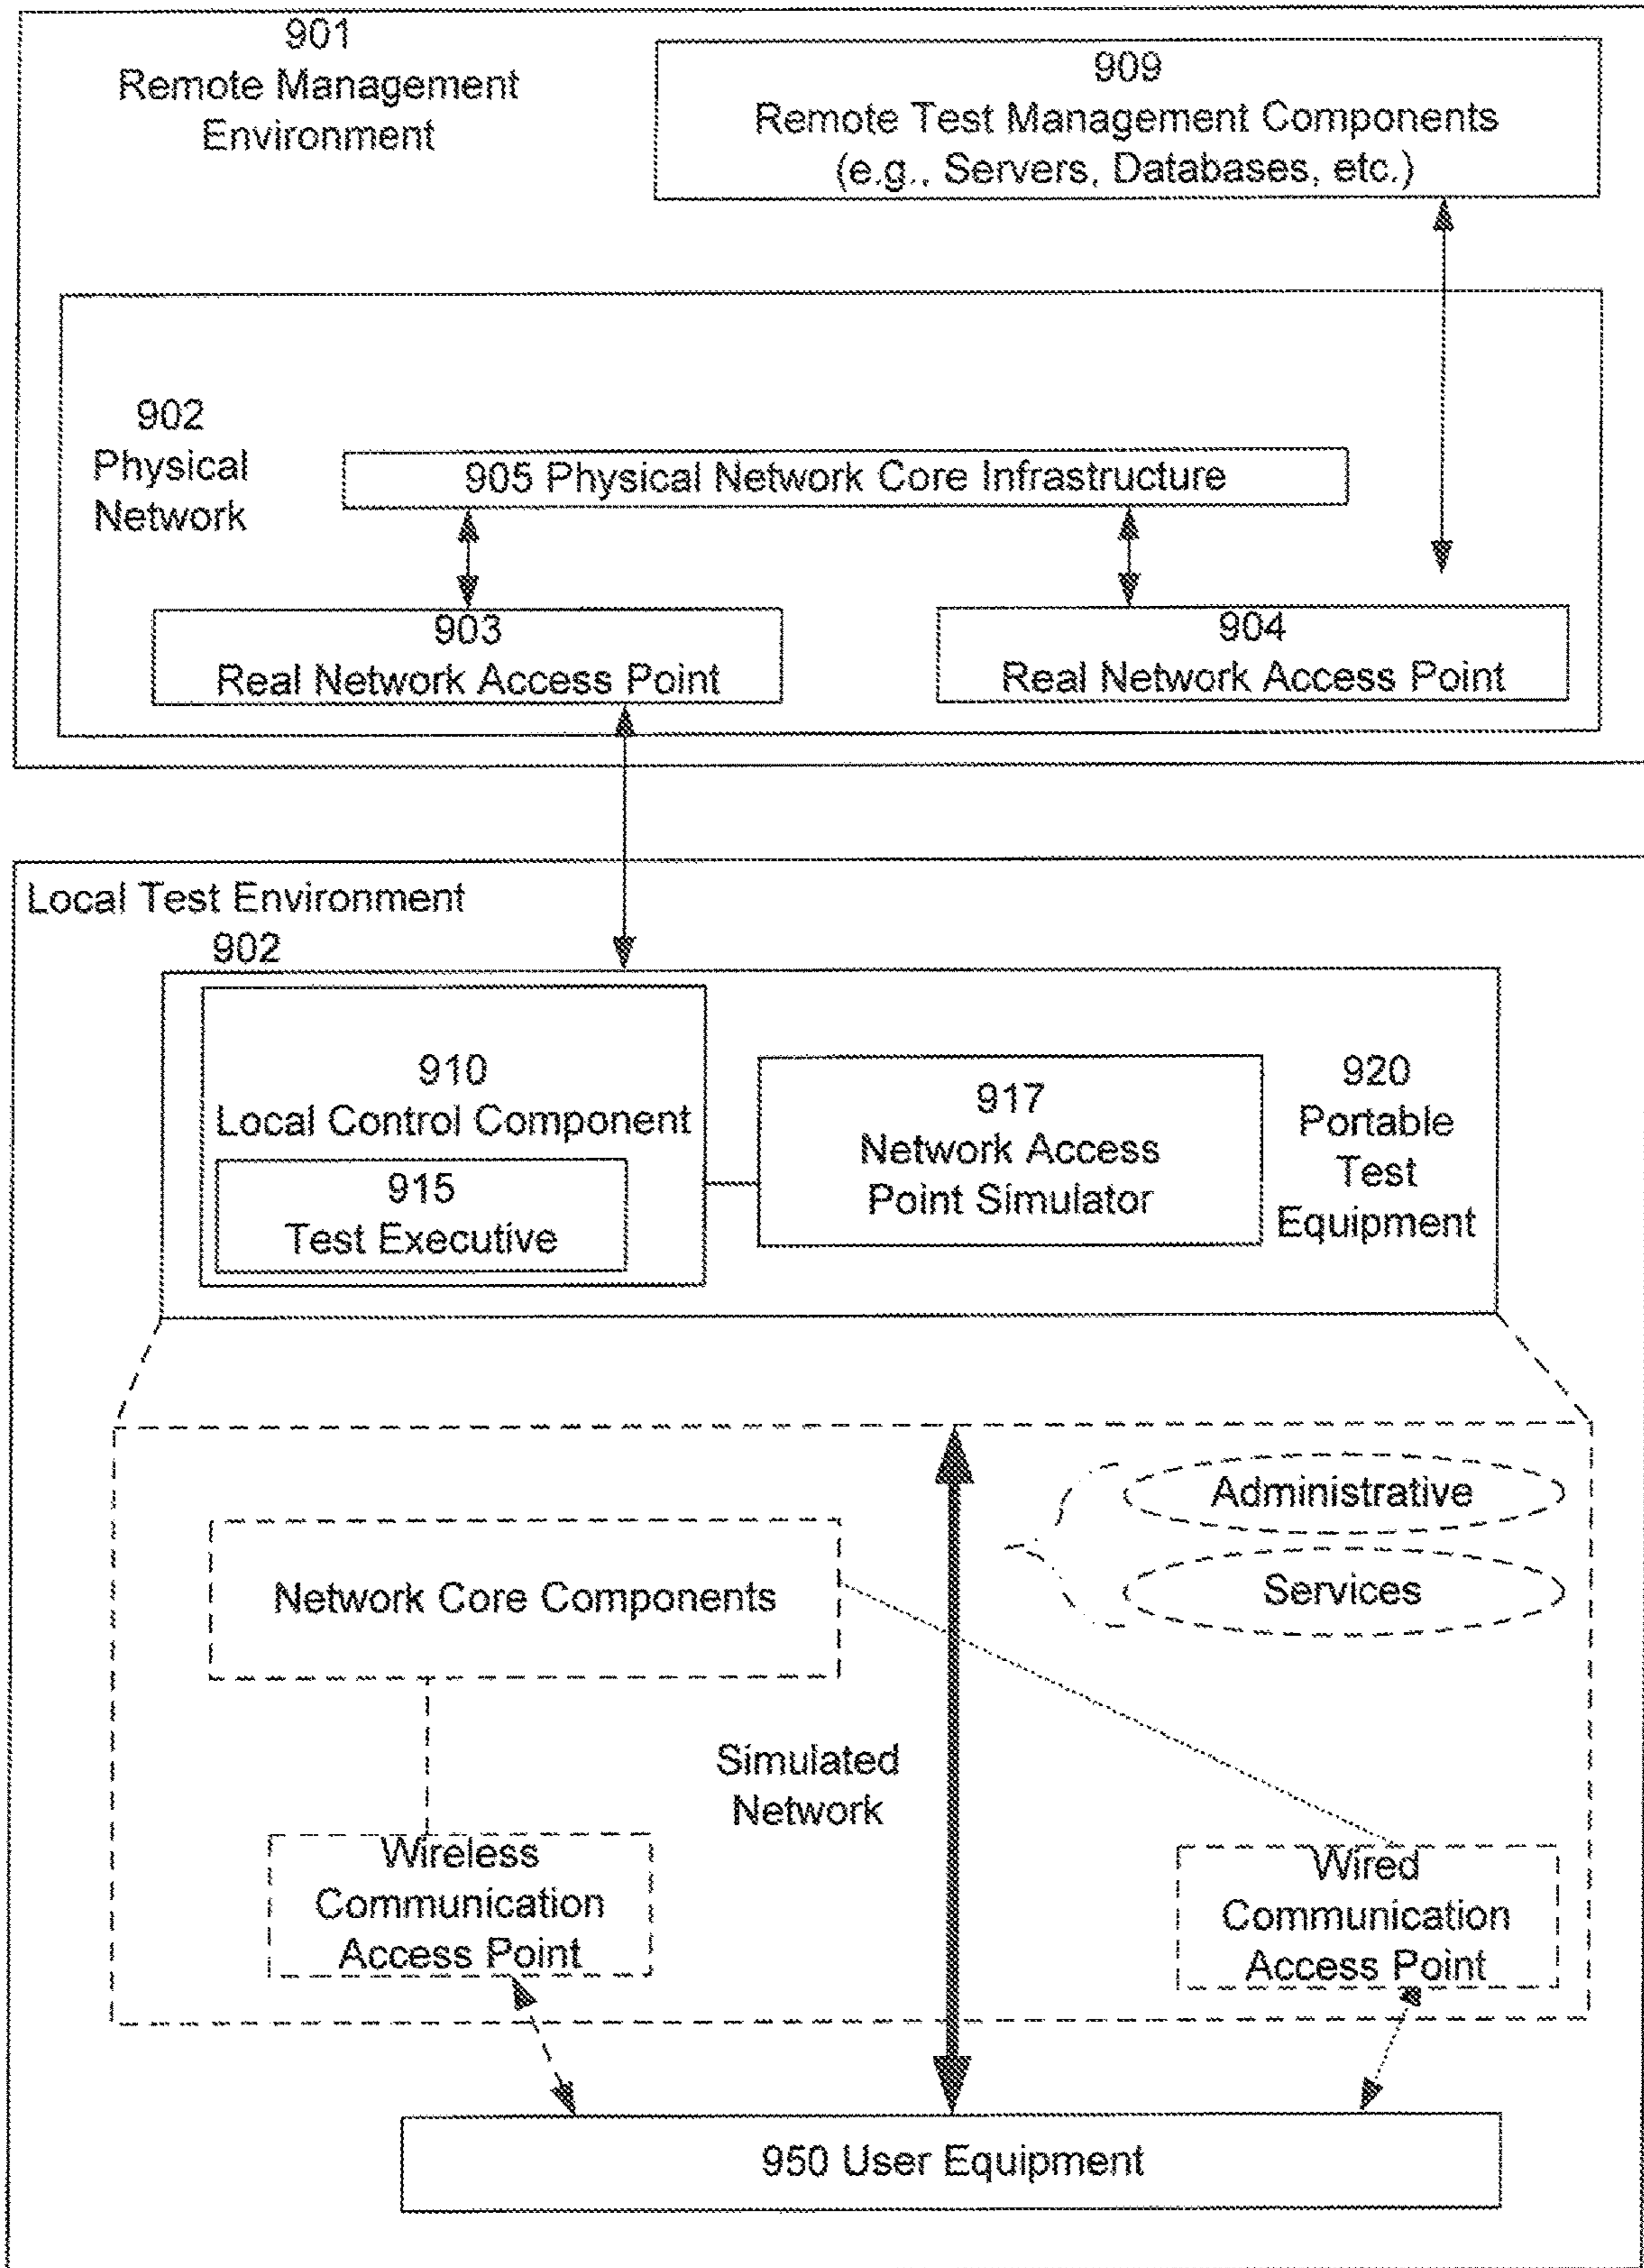 901
Remote Management
Environment
909
Remote Test Management Components
(e.g., Servers, Databases, etc.)
902
Physical
Network
905 Physical Network Core Infrastructure
903
Real Network Access Point
904
Real Network Access Point
Local Test Environment
902
910
Local Control Component
915
Test Executive
917
Network Access
Point Simulator
920
Portable
Test
Equipment
Administrative
Services
Network Core Components
Simulated
Network
Wireless
Communication
Access Point
Wired
Communication
Access Point
950 User Equipment